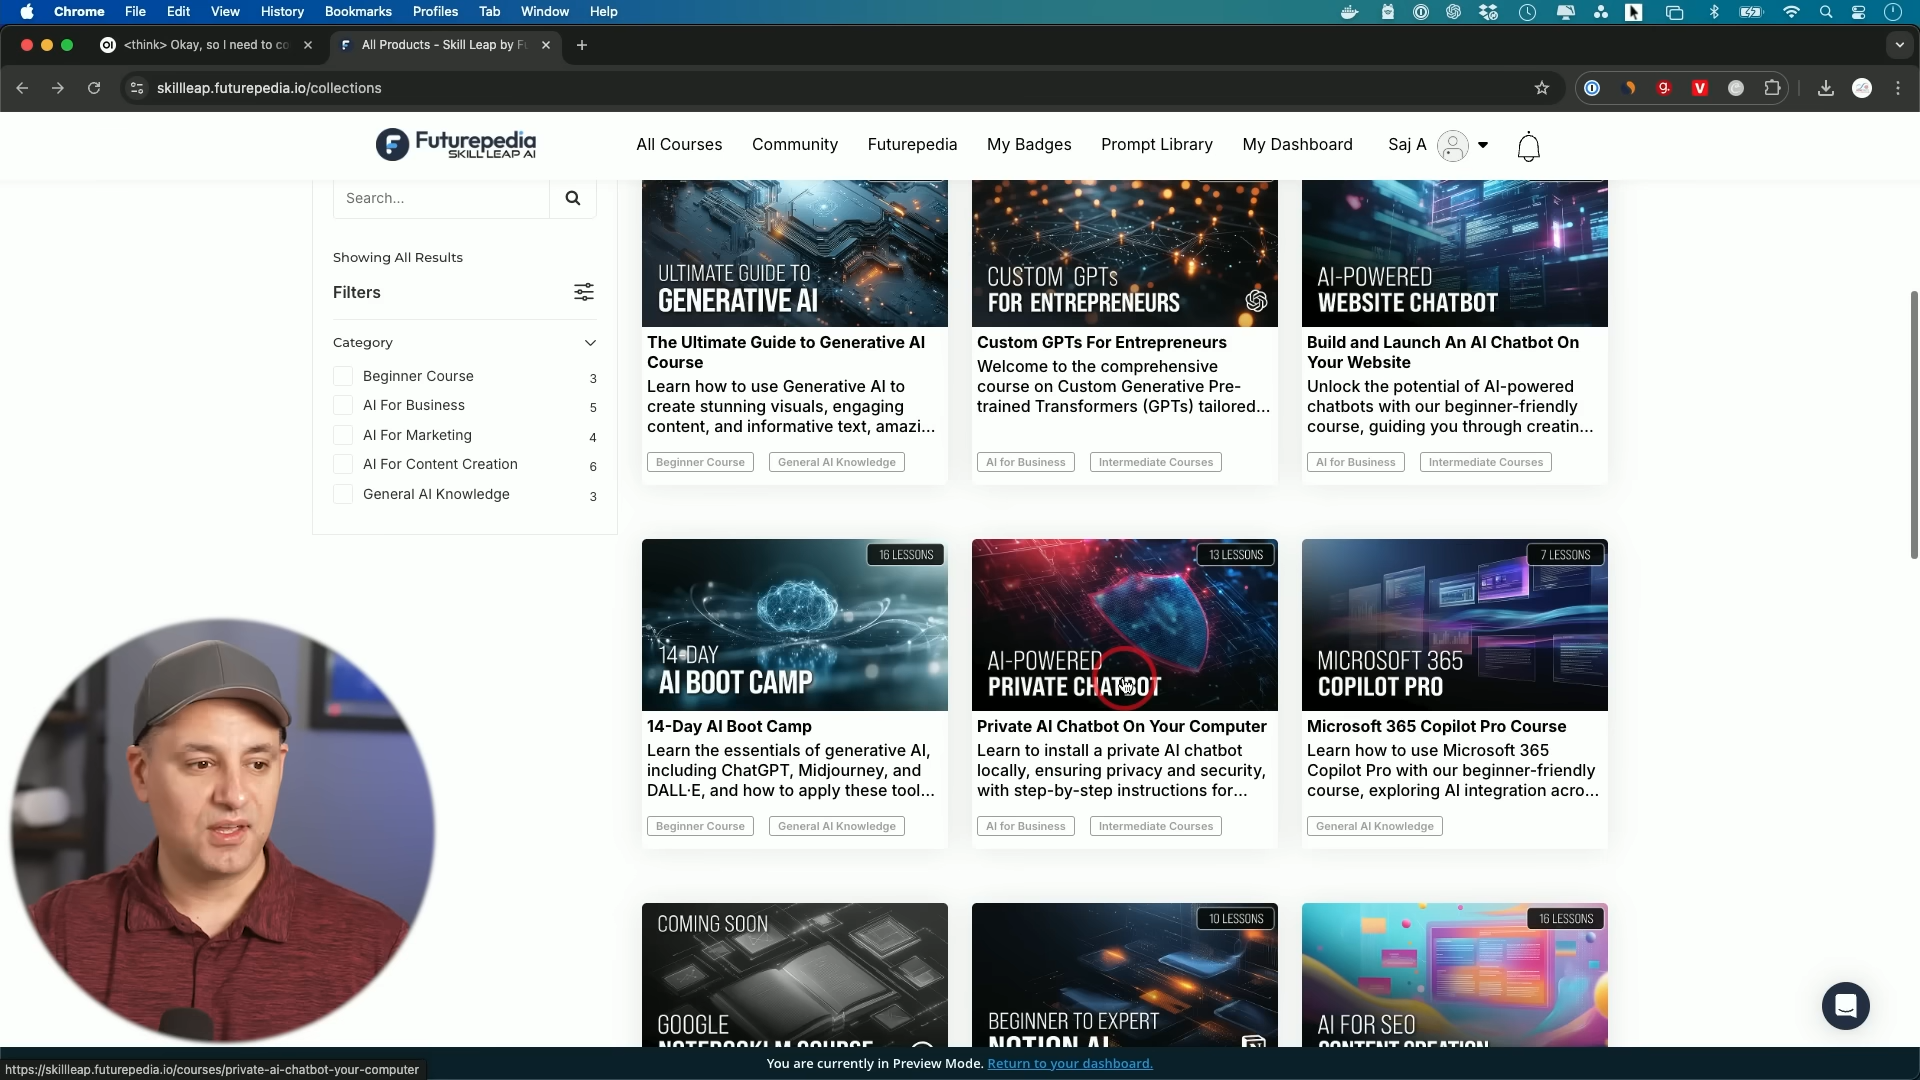 Chrome File Edit View History Bookmarks Profiles Tab Window Help
<think> Okay, so I need to co
All Products - Skill Leap by Fu
skillleap.futurepedia.io/collections
Futurepedia
SKILL LEAP AI
All Courses Community Futurepedia My Badges Prompt Library My Dashboard Saj A
Search...
Showing All Results
Filters
Category
Beginner Course 3
AI For Business 5
AI For Marketing 4
AI For Content Creation 6
General AI Knowledge 3
ULTIMATE GUIDE TO
GENERATIVE AI
The Ultimate Guide to Generative AI
Course
Learn how to use Generative AI to
create stunning visuals, engaging
content, and informative text, amazi...
Beginner Course General AI Knowledge
CUSTOM GPTs
FOR ENTREPRENEURS
Custom GPTs For Entrepreneurs
Welcome to the comprehensive
course on Custom Generative Pre-
trained Transformers (GPTs) tailored...
AI for Business Intermediate Courses
AI-POWERED
WEBSITE CHATBOT
Build and Launch An AI Chatbot On
Your Website
Unlock the potential of AI-powered
chatbots with our beginner-friendly
course, guiding you through creatin...
AI for Business Intermediate Courses
16 LESSONS
14-DAY
AI BOOT CAMP
14-Day AI Boot Camp
Learn the essentials of generative AI,
including ChatGPT, Midjourney, and
DALL·E, and how to apply these tool...
Beginner Course General AI Knowledge
13 LESSONS
AI-POWERED
PRIVATE CHATBOT
Private AI Chatbot On Your Computer
Learn to install a private AI chatbot
locally, ensuring privacy and security,
with step-by-step instructions for...
AI for Business Intermediate Courses
7 LESSONS
MICROSOFT 365
COPILOT PRO
Microsoft 365 Copilot Pro Course
Learn how to use Microsoft 365
Copilot Pro with our beginner-friendly
course, exploring AI integration acro...
General AI Knowledge
COMING SOON
GOOGLE
NOTEBOOKLM COURSE
10 LESSONS
BEGINNER TO EXPERT
NOTION AI
16 LESSONS
AI FOR SEO
CONTENT CREATION
You are currently in Preview Mode. Return to your dashboard.
https://skillleap.futurepedia.io/courses/private-ai-chatbot-your-computer